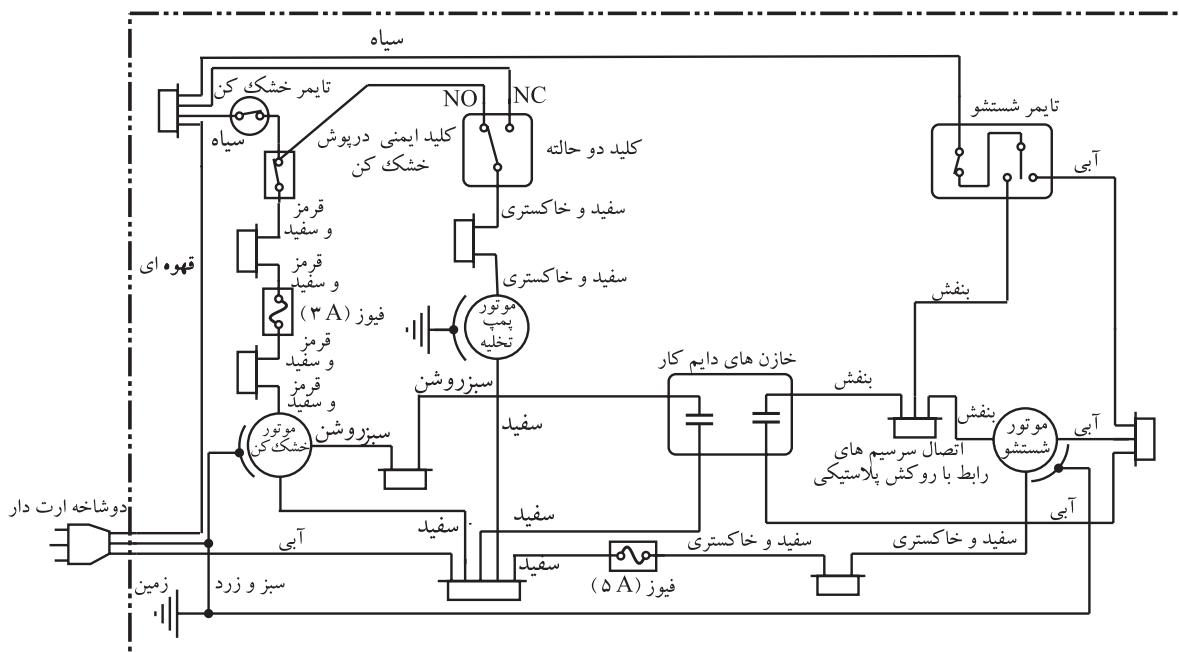 سیاه
تایمر خشک کن
NO
NC
تایمر شستشو
سیاه
کلید ایمنی درپوش
خشک کن
کلید دو حالته
آبی
قرمز
و سفید
سفید و خاکستری
قهوه ای
قرمز
و سفید
سفید و خاکستری
بنفش
فیوز (۳ A)
موتور
پمپ
تخلیه
قرمز
و سفید
خازن های دایم کار
قرمز
و سفید
سبزروشن
بنفش
بنفش
آبی
موتور
خشک کن
سبزروشن
سفید
موتور
شستشو
اتصال سرسیم های
رابط با روکش پلاستیکی
دوشاخه ارت دار
سفید
سفید
آبی
آبی
سفید
سفید و خاکستری
سفید و خاکستری
فیوز (۵ A)
زمین
سبز و زرد